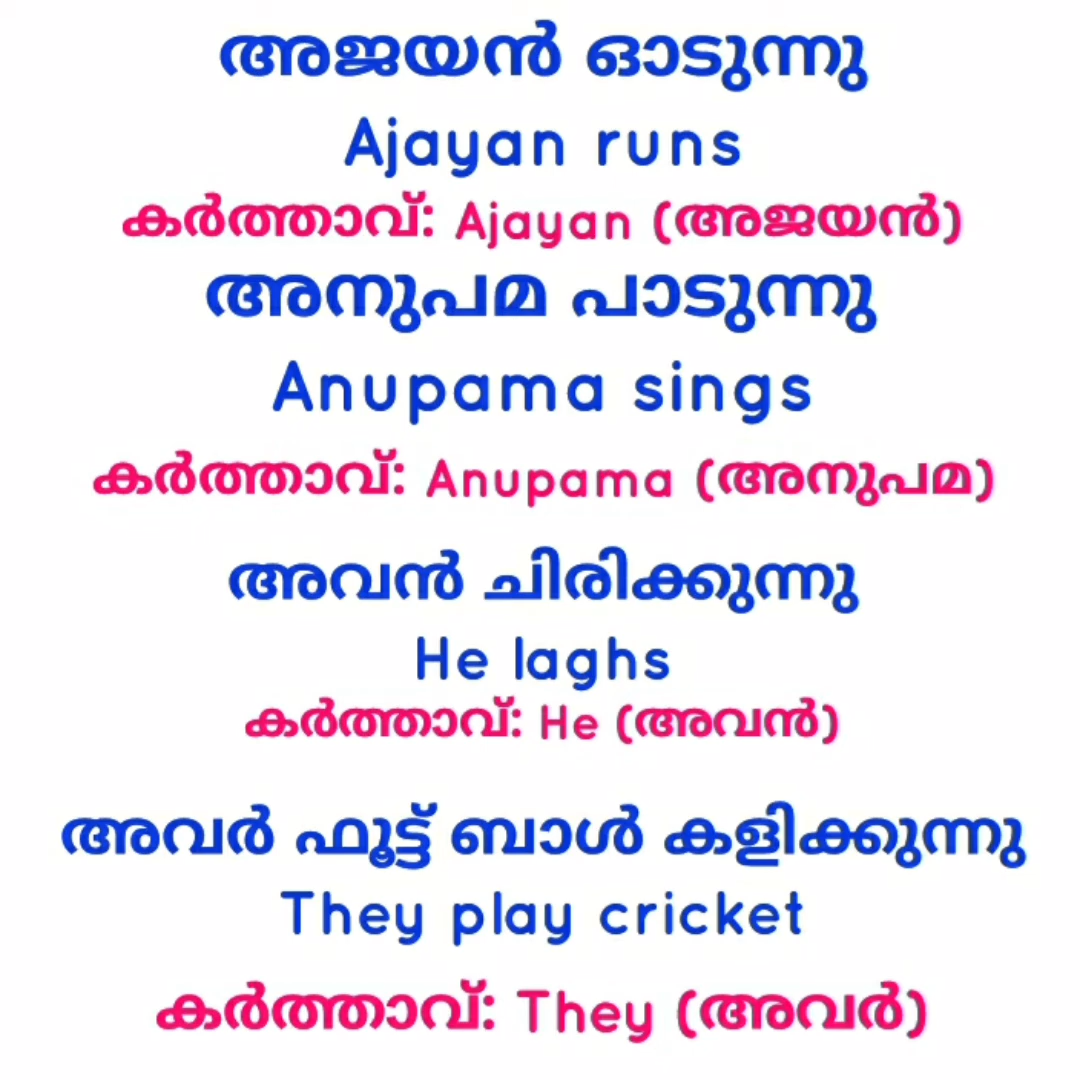 അജയൻ ഓടുന്നു
Ajayan runs
കർത്താവ്: Ajayan (അജയൻ)
അനുപമ പാടുന്നു
Anupama sings
കർത്താവ്: Anupama (അനുപമ)
അവൻ ചിരിക്കുന്നു
He laghs
കർത്താവ്: He (അവൻ)
അവർ ഫൂട്ട് ബാൾ കളിക്കുന്നു
They play cricket
കർത്താവ്: They (അവർ)